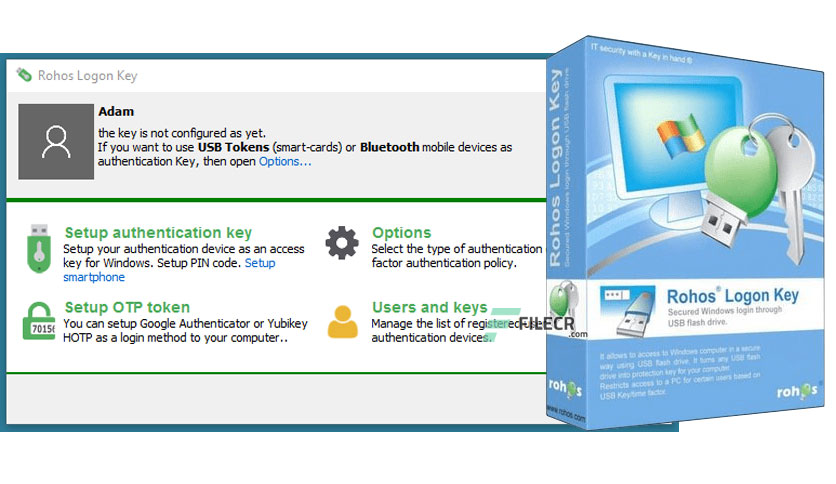 Rohos Logon Key
Adam
the key is not configured as yet.
If you want to use USB Tokens (smart-cards) or Bluetooth mobile devices as
authentication Key, then open Options...
Setup authentication key
Setup your authentication device as an access
key for Windows. Setup PIN code. Setup
smartphone
Options
Select the type of authentication
factor authentication policy.
Setup OTP token
70156
You can setup Google Authenticator or Yubikey
HOTP as a login method to your computer..
Users and keys
Manage the list of registered use
authentication devices.
FILECR
.com
IT security with a Key in hand ®
Rohos Logon Key
Secured Windows login through USB flash drive
rohos
www.rohos.com
Rohos® Logon Key
Secured Windows login through
USB flash drive.
It allows to access to Windows computer in a secure
way using USB flash drive. It turns any USB flash
drive into protection key for your computer.
Restricts access to a PC for certain users based on
USB Key/time factor.
rohos